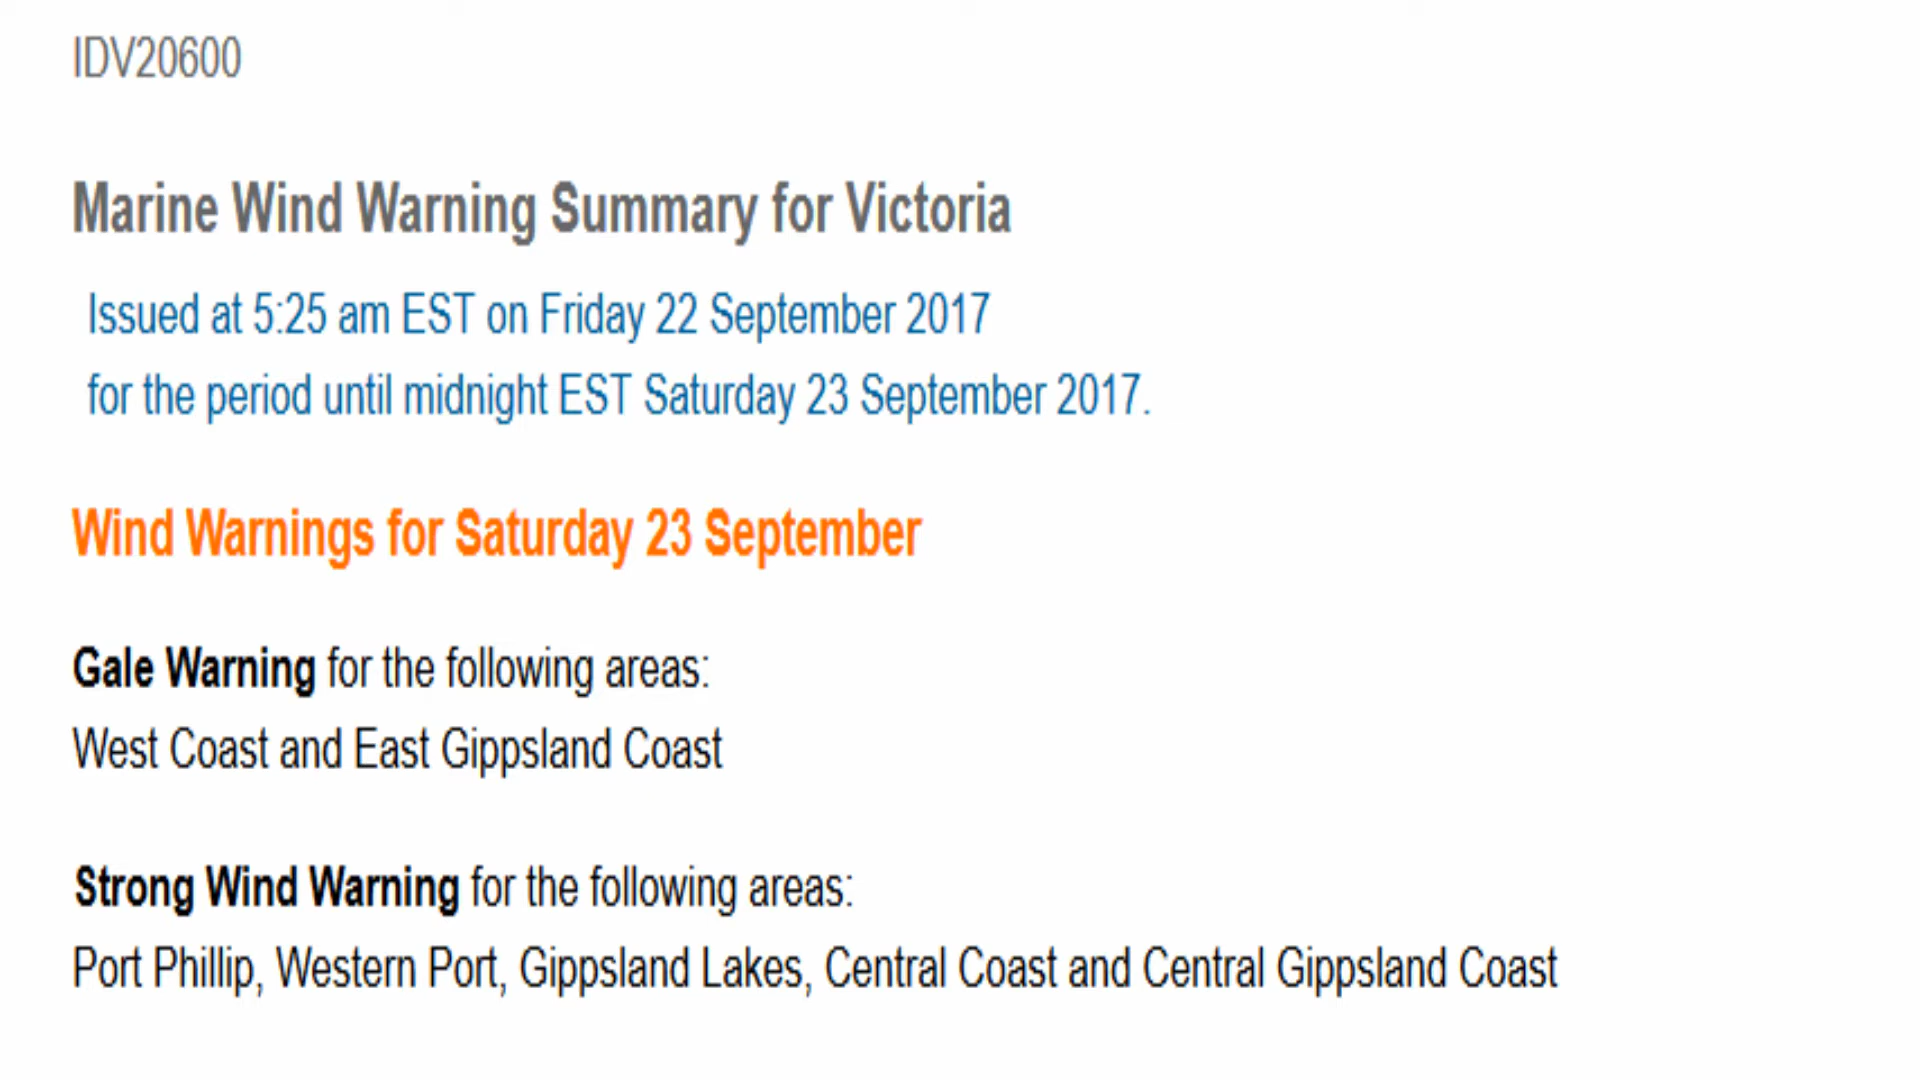 IDV20600
Marine Wind Warning Summary for Victoria
Issued at 5:25 am EST on Friday 22 September 2017
for the period until midnight EST Saturday 23 September 2017.
Wind Warnings for Saturday 23 September
Gale Warning for the following areas:
West Coast and East Gippsland Coast
Strong Wind Warning for the following areas:
Port Phillip, Western Port, Gippsland Lakes, Central Coast and Central Gippsland Coast